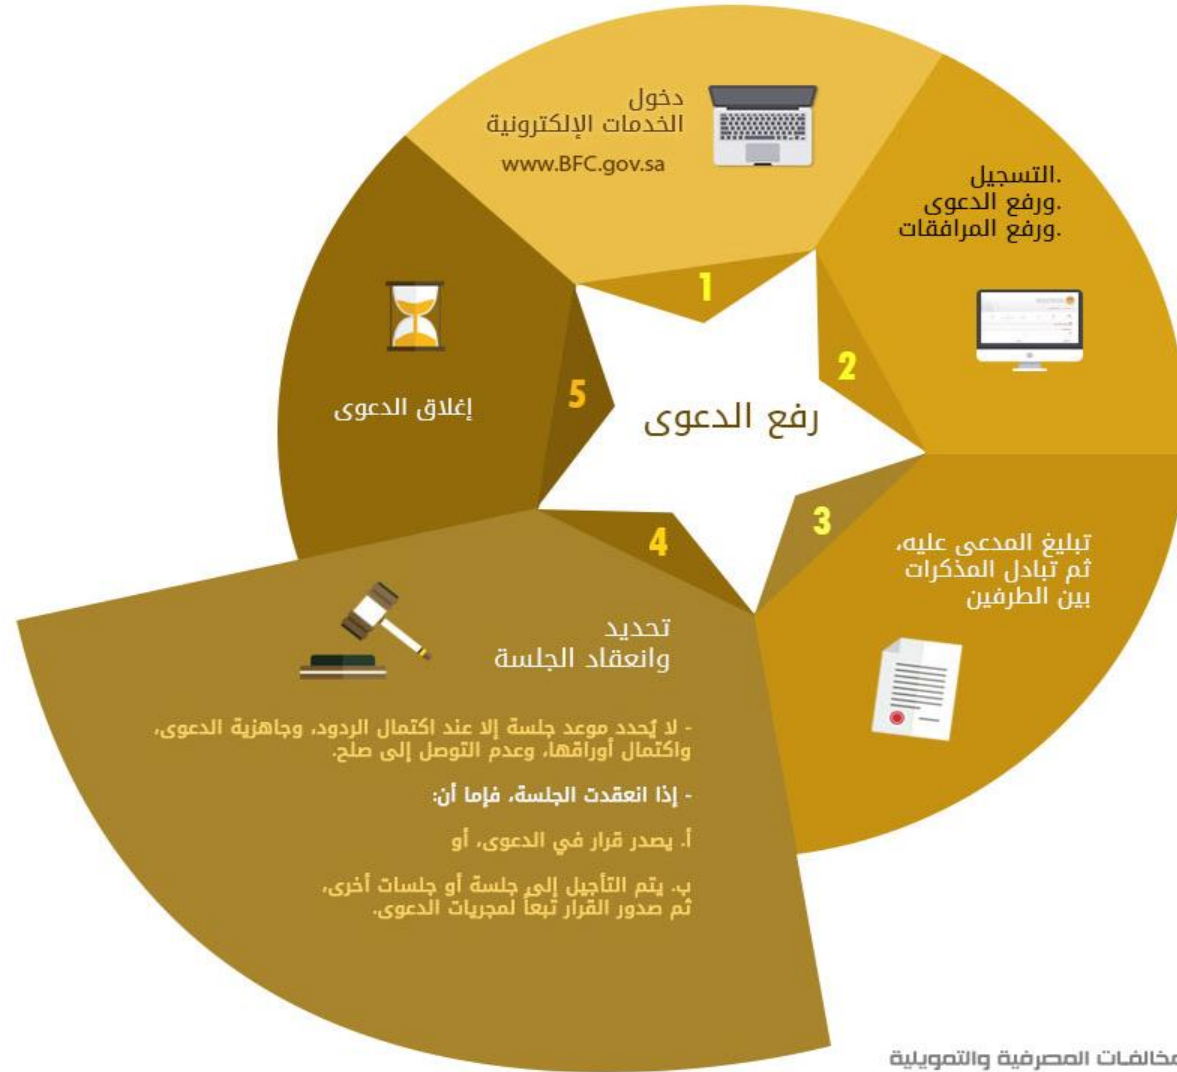 دخول
الخدمات الإلكترونية
www.BFC.gov.sa
1
.التسجيل
.ورفع الدعوى
.ورفع المرافقات
2
تبليغ المدعى عليه،
ثم تبادل المذكرات
بين الطرفين
3
تحديد
وانعقاد الجلسة
- لا يُحدد موعد جلسة إلا عند اكتمال الردود، وجاهزية الدعوى،
واكتمال أوراقها، وعدم التوصل إلى صلح.
- إذا انعقدت الجلسة، فإما أن:
أ. يصدر قرار في الدعوى، أو
ب. يتم التأجيل إلى جلسة أو جلسات أخرى،
ثم صدور القرار تبعاً لمجريات الدعوى.
4
إغلاق الدعوى
5
رفع الدعوى
مخالفات المصرفية والتمويلية